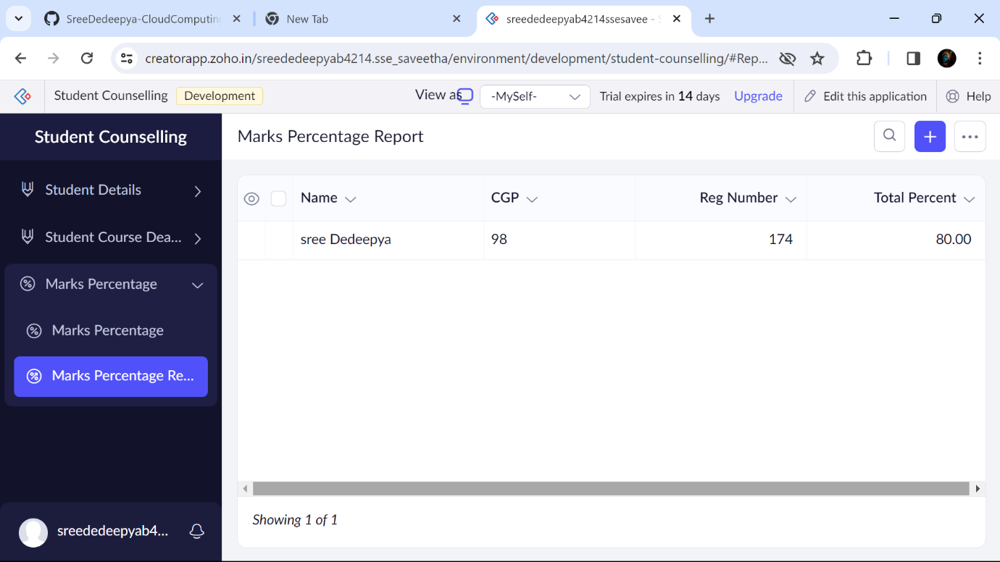 SreeDedeepya-CloudComputin
New Tab
sreededeepyab4214ssesavee - S
creatorapp.zoho.in/sreededeepyab4214.sse_saveetha/environment/development/student-counselling/#Rep...
Student Counselling Development View as -MySelf- Trial expires in 14 days Upgrade Edit this application Help
Student Counselling
Marks Percentage Report
Student Details
Student Course Dea...
Marks Percentage
Marks Percentage
Marks Percentage Re...
Name CGP Reg Number Total Percent
sree Dedeepya 98 174 80.00
Showing 1 of 1
sreededeepyab4...